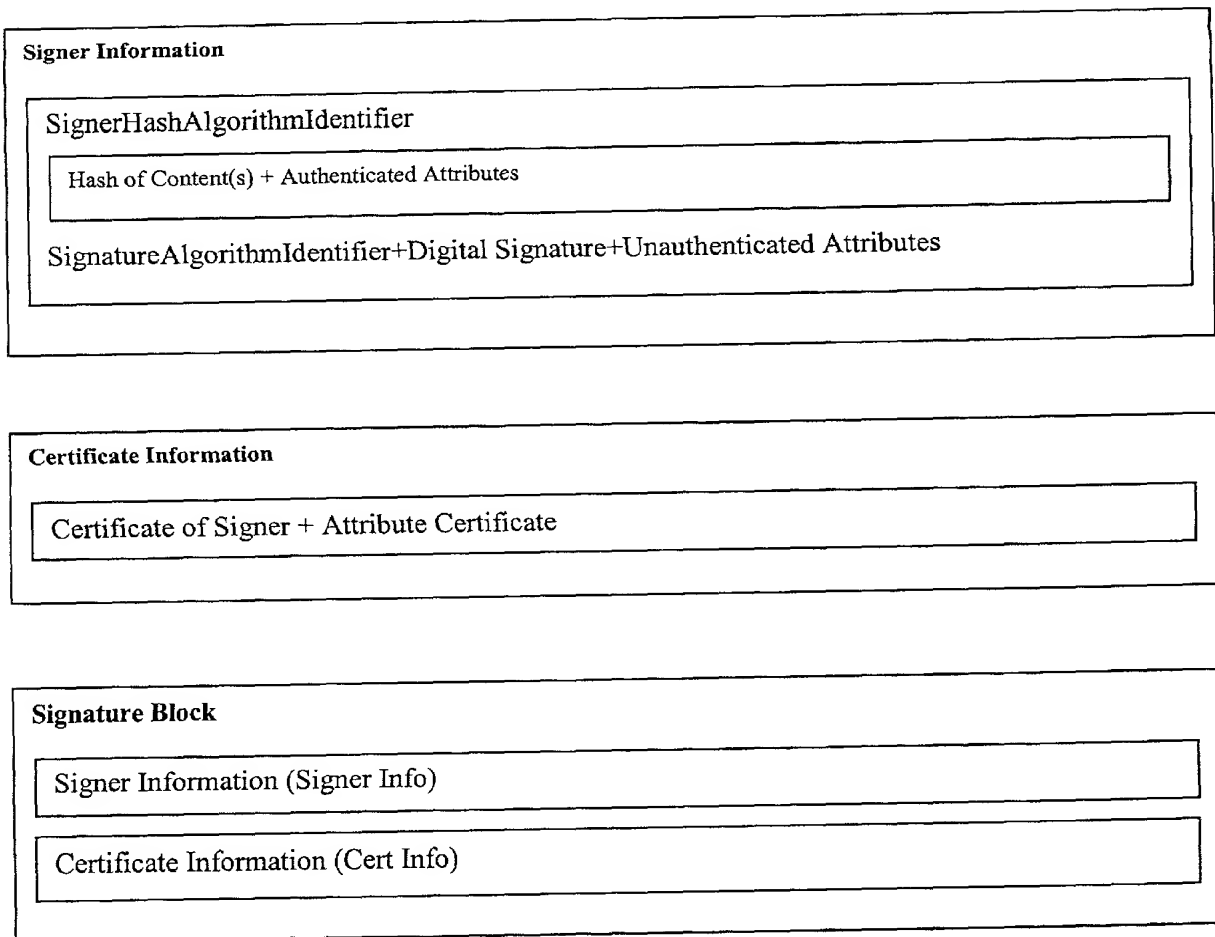 Signer Information
SignerHashAlgorithmIdentifier
Hash of Content(s) + Authenticated Attributes
SignatureAlgorithmIdentifier+Digital Signature+Unauthenticated Attributes
Certificate Information
Certificate of Signer + Attribute Certificate
Signature Block
Signer Information (Signer Info)
Certificate Information (Cert Info)